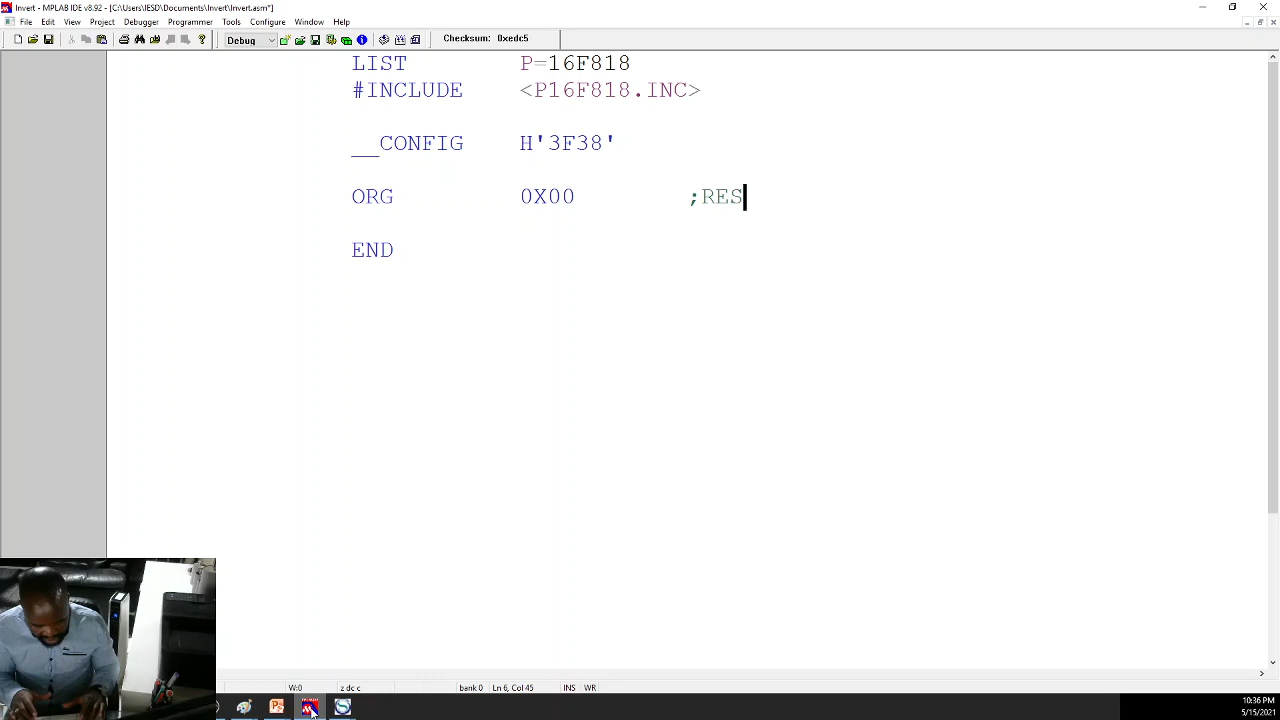 Invert - MPLAB IDE v8.92 - [C:\Users\IESD\Documents\Invert\Invert.asm*]
File Edit View Project Debugger Programmer Tools Configure Window Help
Debug Checksum: 0xedc5
LIST P=16F818
#INCLUDE <P16F818.INC>
__CONFIG H'3F38'
ORG 0X00 ;RES
END
W:0 z dc c bank 0 Ln 6, Col 45 INS WR
10:36 PM
5/15/2021